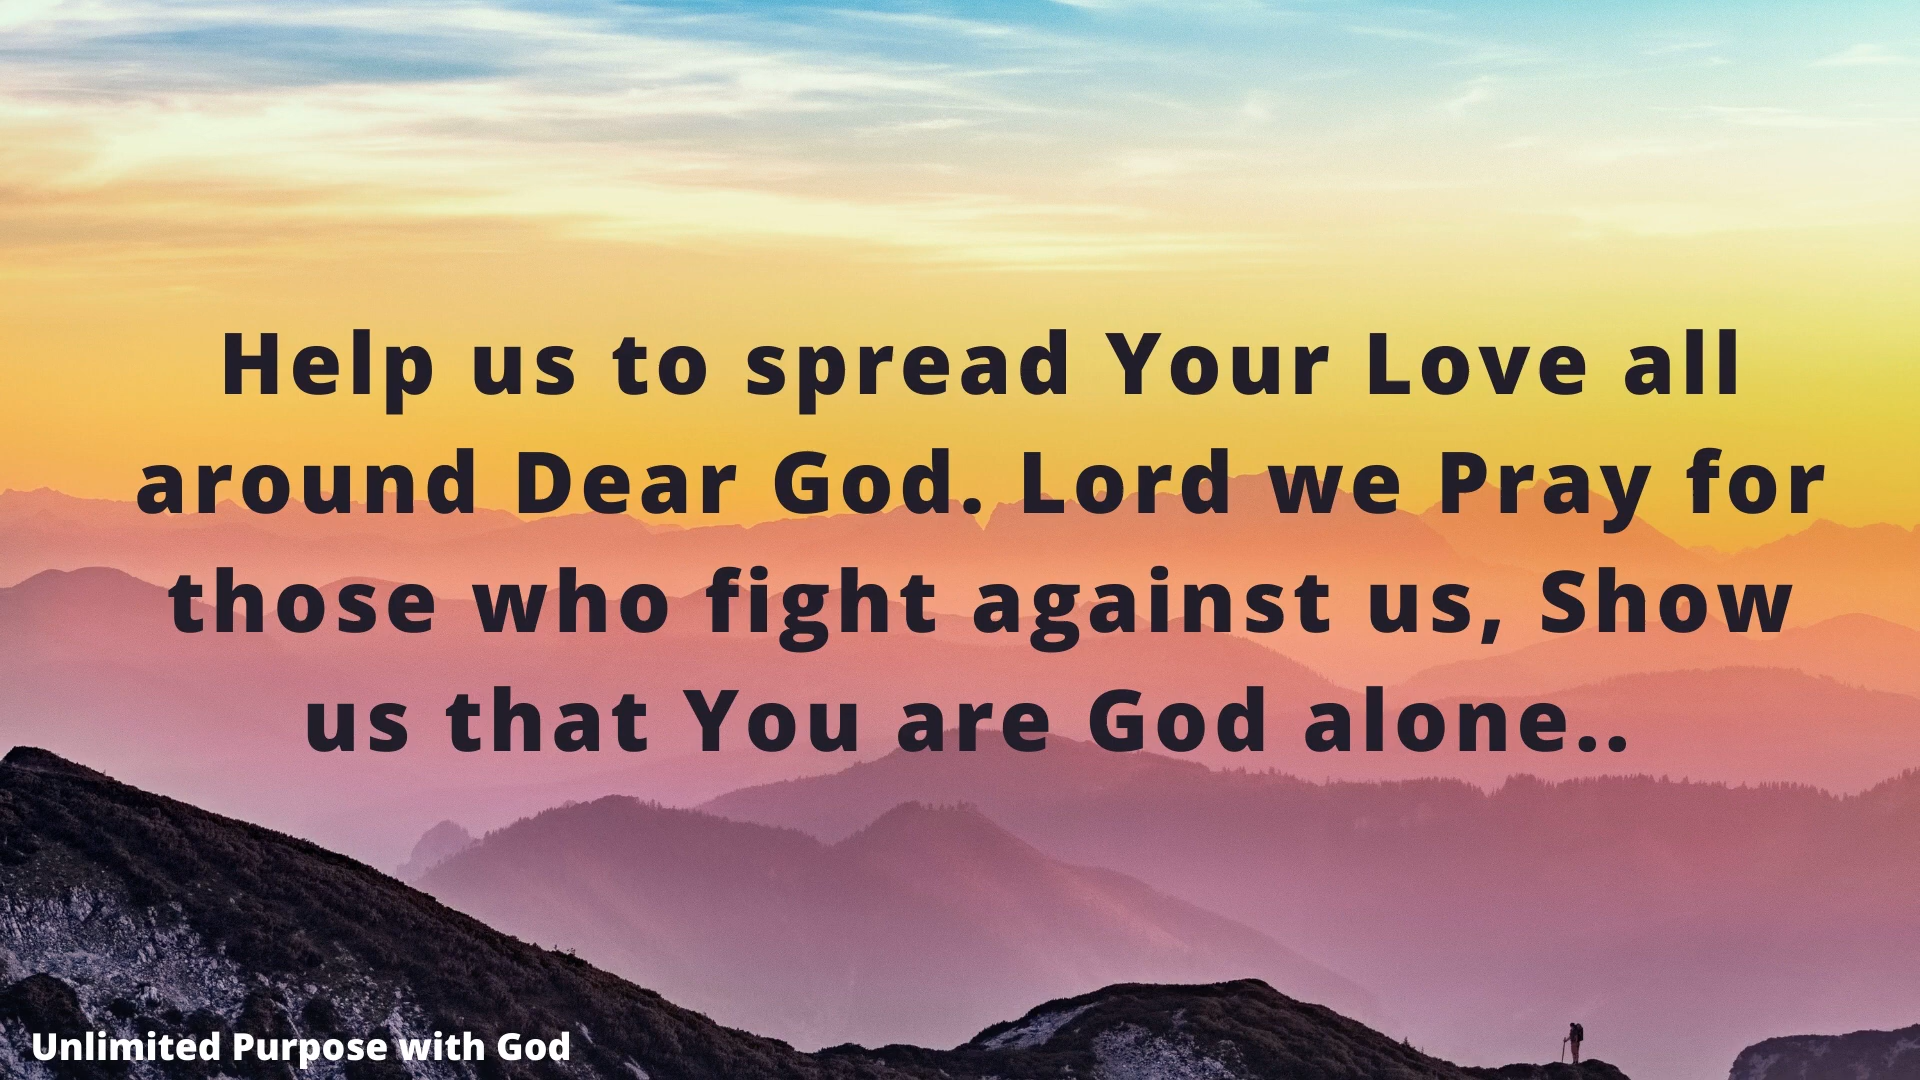 Help us to spread Your Love all
around Dear God. Lord we Pray for
those who fight against us, Show
us that You are God alone..
Unlimited Purpose with God